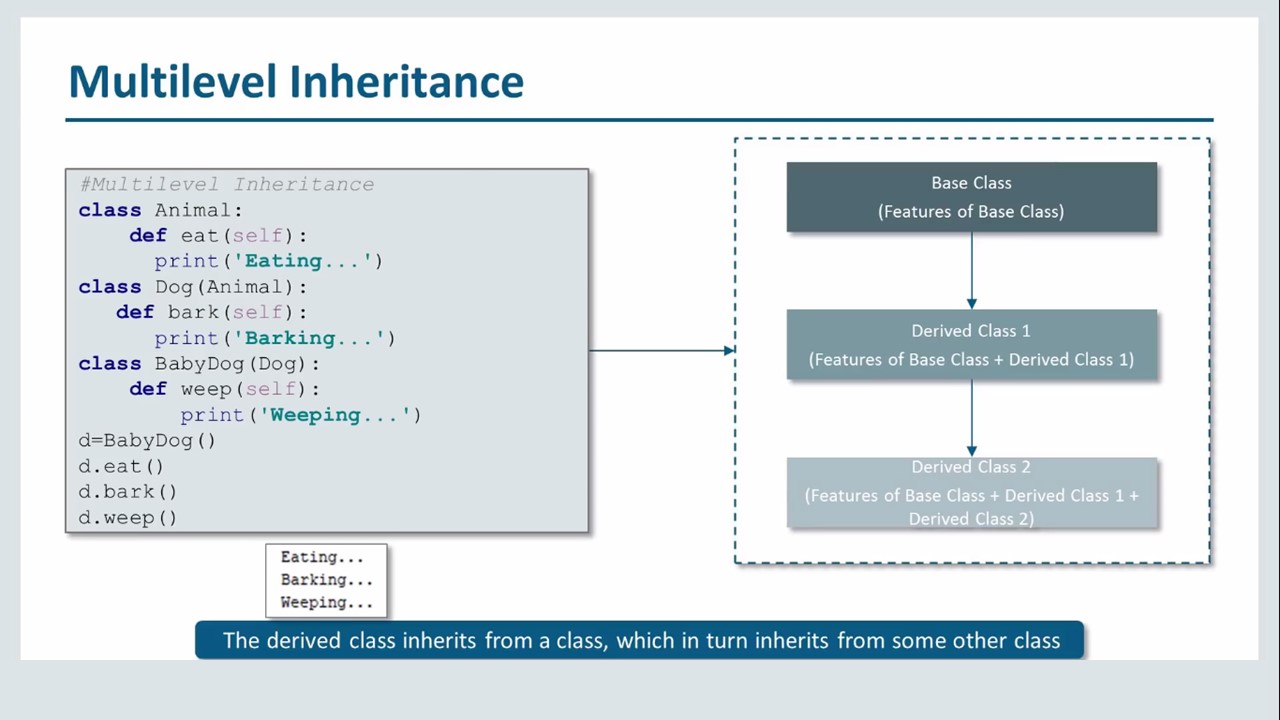 Multilevel Inheritance
#Multilevel Inheritance
class Animal:
    def eat(self):
      print('Eating...')
class Dog(Animal):
   def bark(self):
      print('Barking...')
class BabyDog(Dog):
    def weep(self):
        print('Weeping...')
d=BabyDog()
d.eat()
d.bark()
d.weep()
Eating...
Barking...
Weeping...
Base Class
(Features of Base Class)
Derived Class 1
(Features of Base Class + Derived Class 1)
Derived Class 2
(Features of Base Class + Derived Class 1 +
Derived Class 2)
The derived class inherits from a class, which in turn inherits from some other class